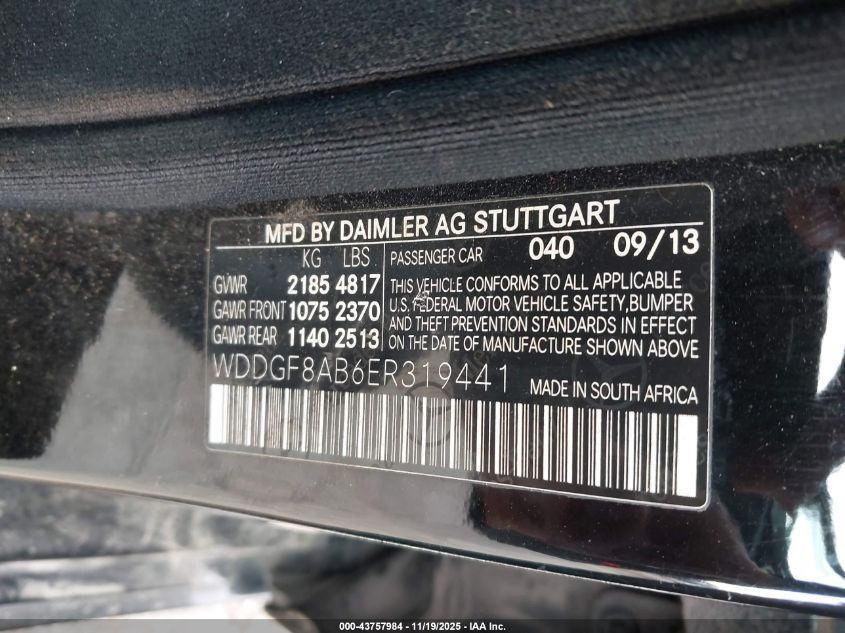 MFD BY DAIMLER AG STUTTGART
KG LBS
GVWR 2185 4817
GAWR FRONT 1075 2370
GAWR REAR 1140 2513
PASSENGER CAR 040 09/13
THIS VEHICLE CONFORMS TO ALL APPLICABLE
U.S. FEDERAL MOTOR VEHICLE SAFETY, BUMPER
AND THEFT PREVENTION STANDARDS IN EFFECT
ON THE DATE OF MANUFACTURE SHOWN ABOVE
WDDGF8AB6ER319441
MADE IN SOUTH AFRICA
000-43757984 - 11/19/2025 - IAA Inc.